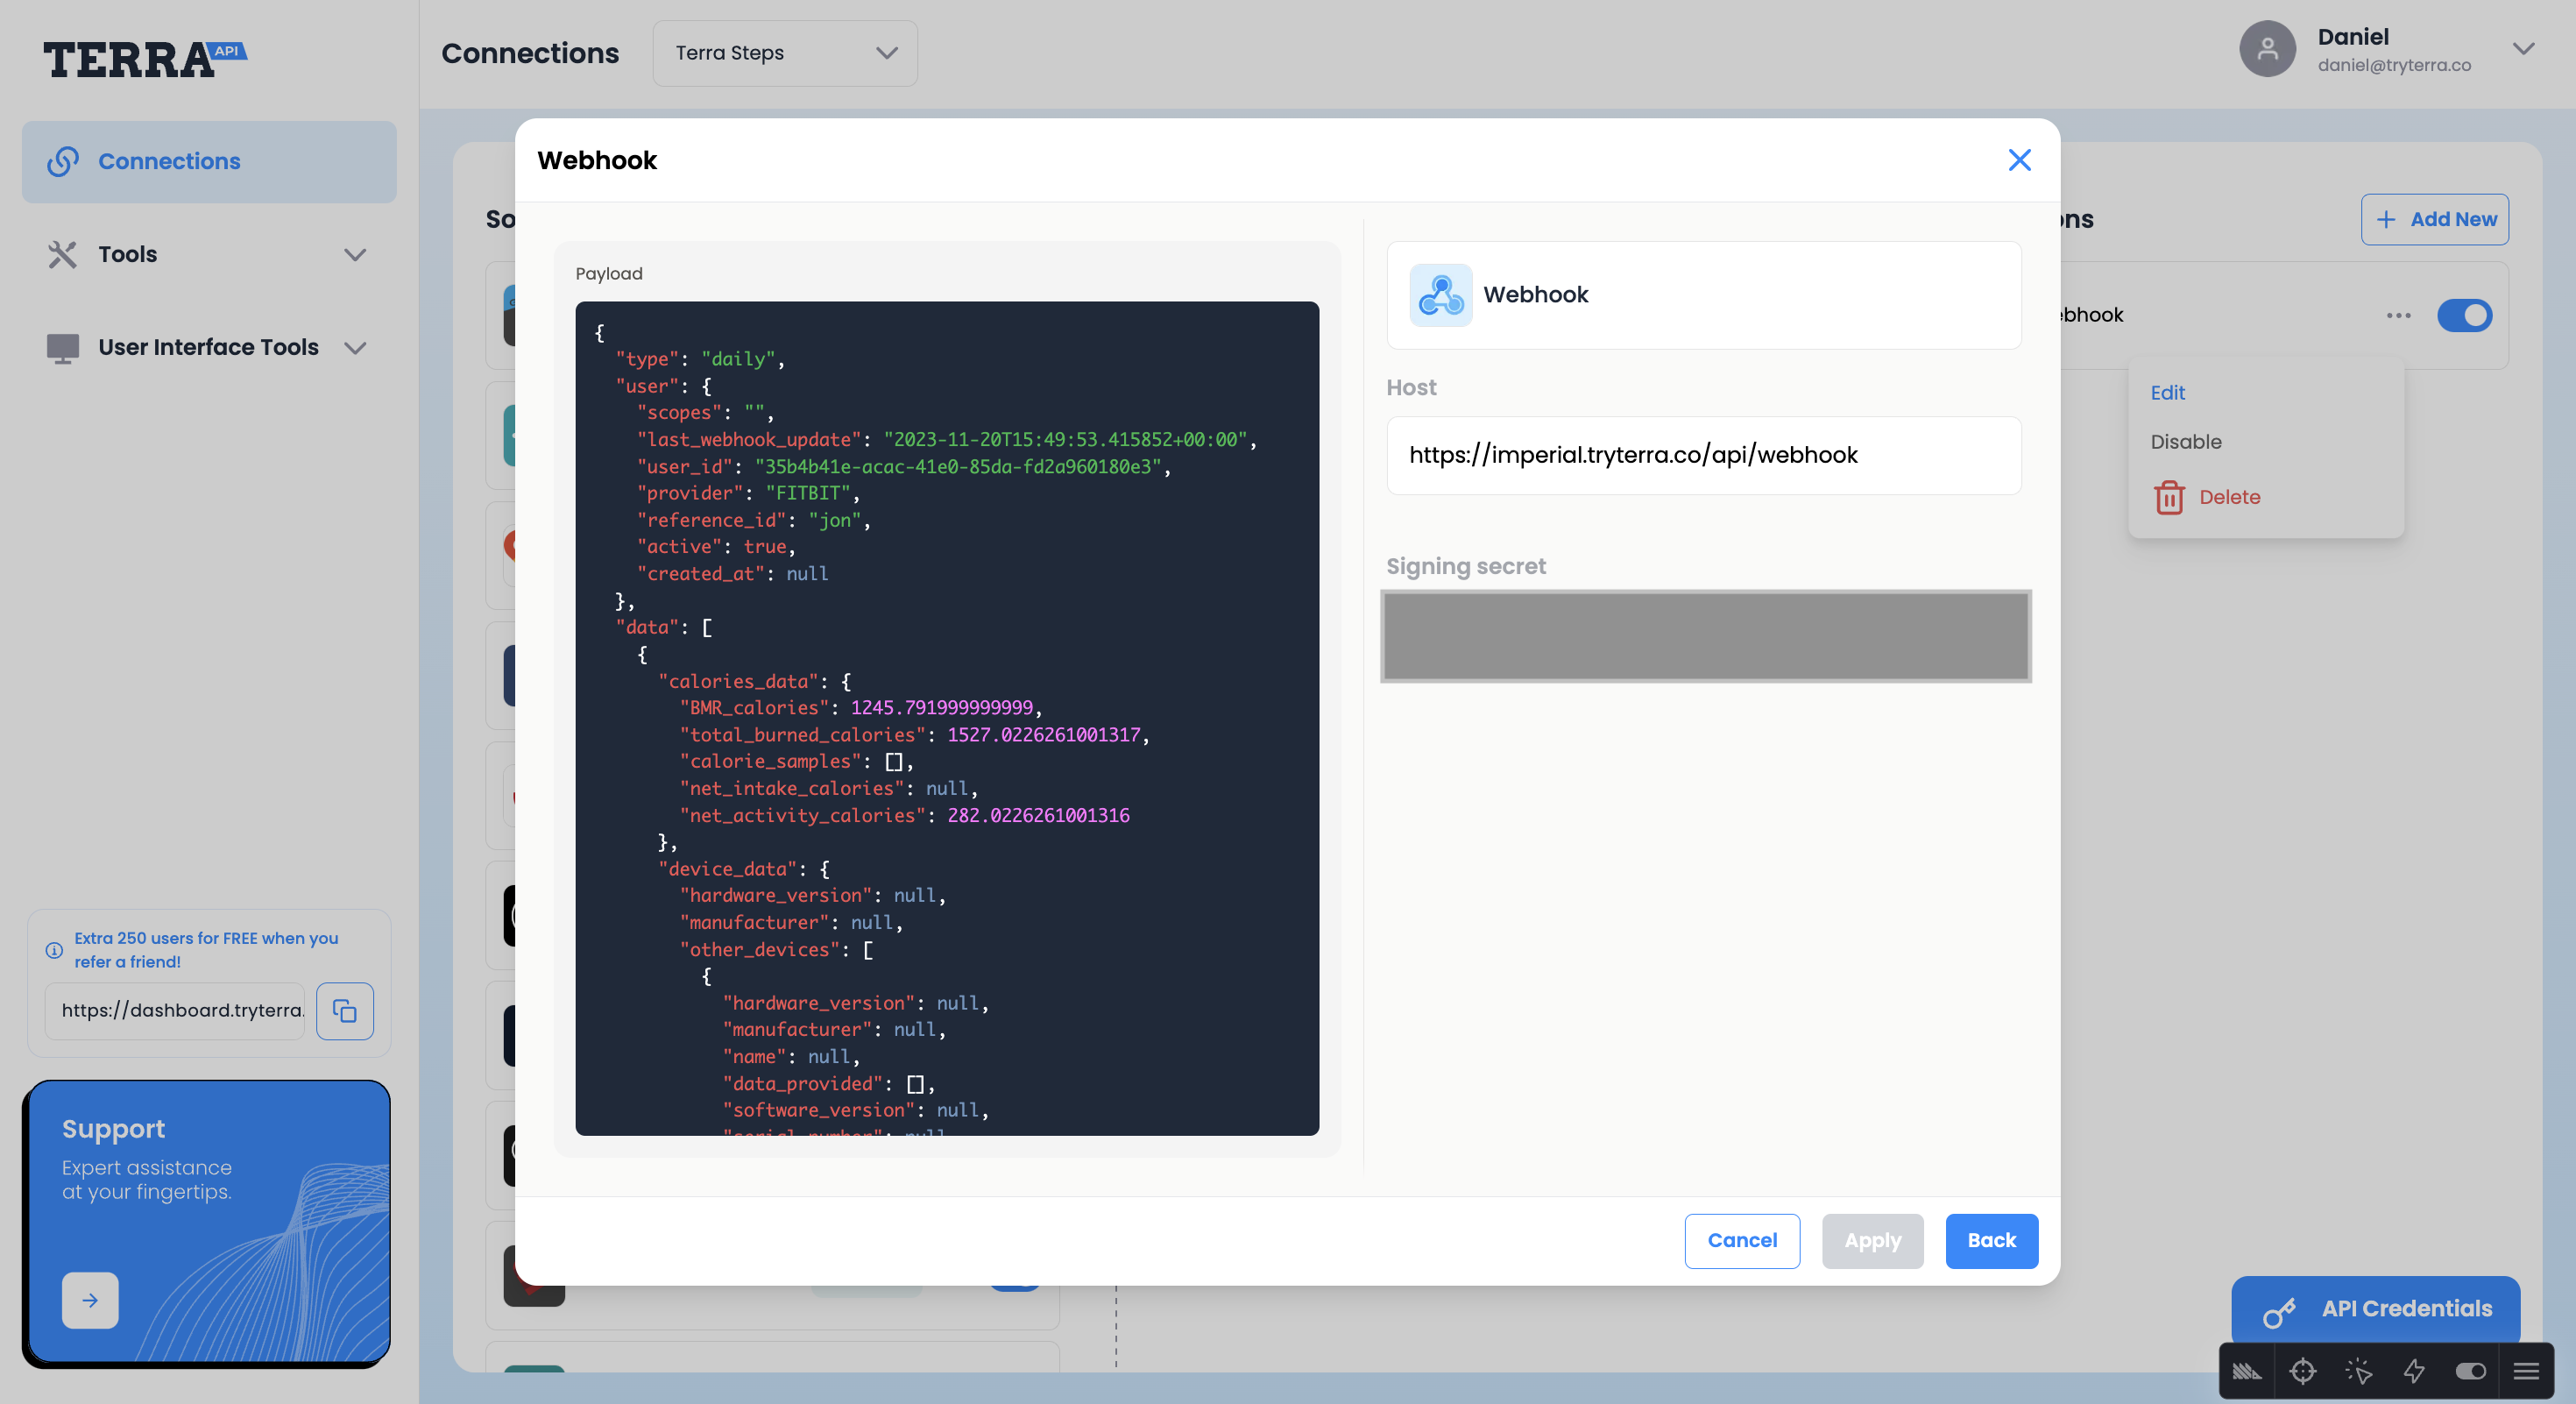 TERRA API
Connections
Terra Steps
Daniel
daniel@tryterra.co
Connections
Tools
User Interface Tools
Extra 250 users for FREE when you
refer a friend!
https://dashboard.tryterra.
Support
Expert assistance
at your fingertips.
So
ons
Add New
ebhook
Edit
Disable
Delete
Webhook
Payload
{
"type": "daily",
"user": {
"scopes": "",
"last_webhook_update": "2023-11-20T15:49:53.415852+00:00",
"user_id": "35b4b41e-acac-41e0-85da-fd2a960180e3",
"provider": "FITBIT",
"reference_id": "jon",
"active": true,
"created_at": null
},
"data": [
{
"calories_data": {
"BMR_calories": 1245.791999999999,
"total_burned_calories": 1527.0226261001317,
"calorie_samples": [],
"net_intake_calories": null,
"net_activity_calories": 282.0226261001316
},
"device_data": {
"hardware_version": null,
"manufacturer": null,
"other_devices": [
{
"hardware_version": null,
"manufacturer": null,
"name": null,
"data_provided": [],
"software_version": null,
"serial_number": null
Webhook
Host
https://imperial.tryterra.co/api/webhook
Signing secret
Cancel
Apply
Back
API Credentials